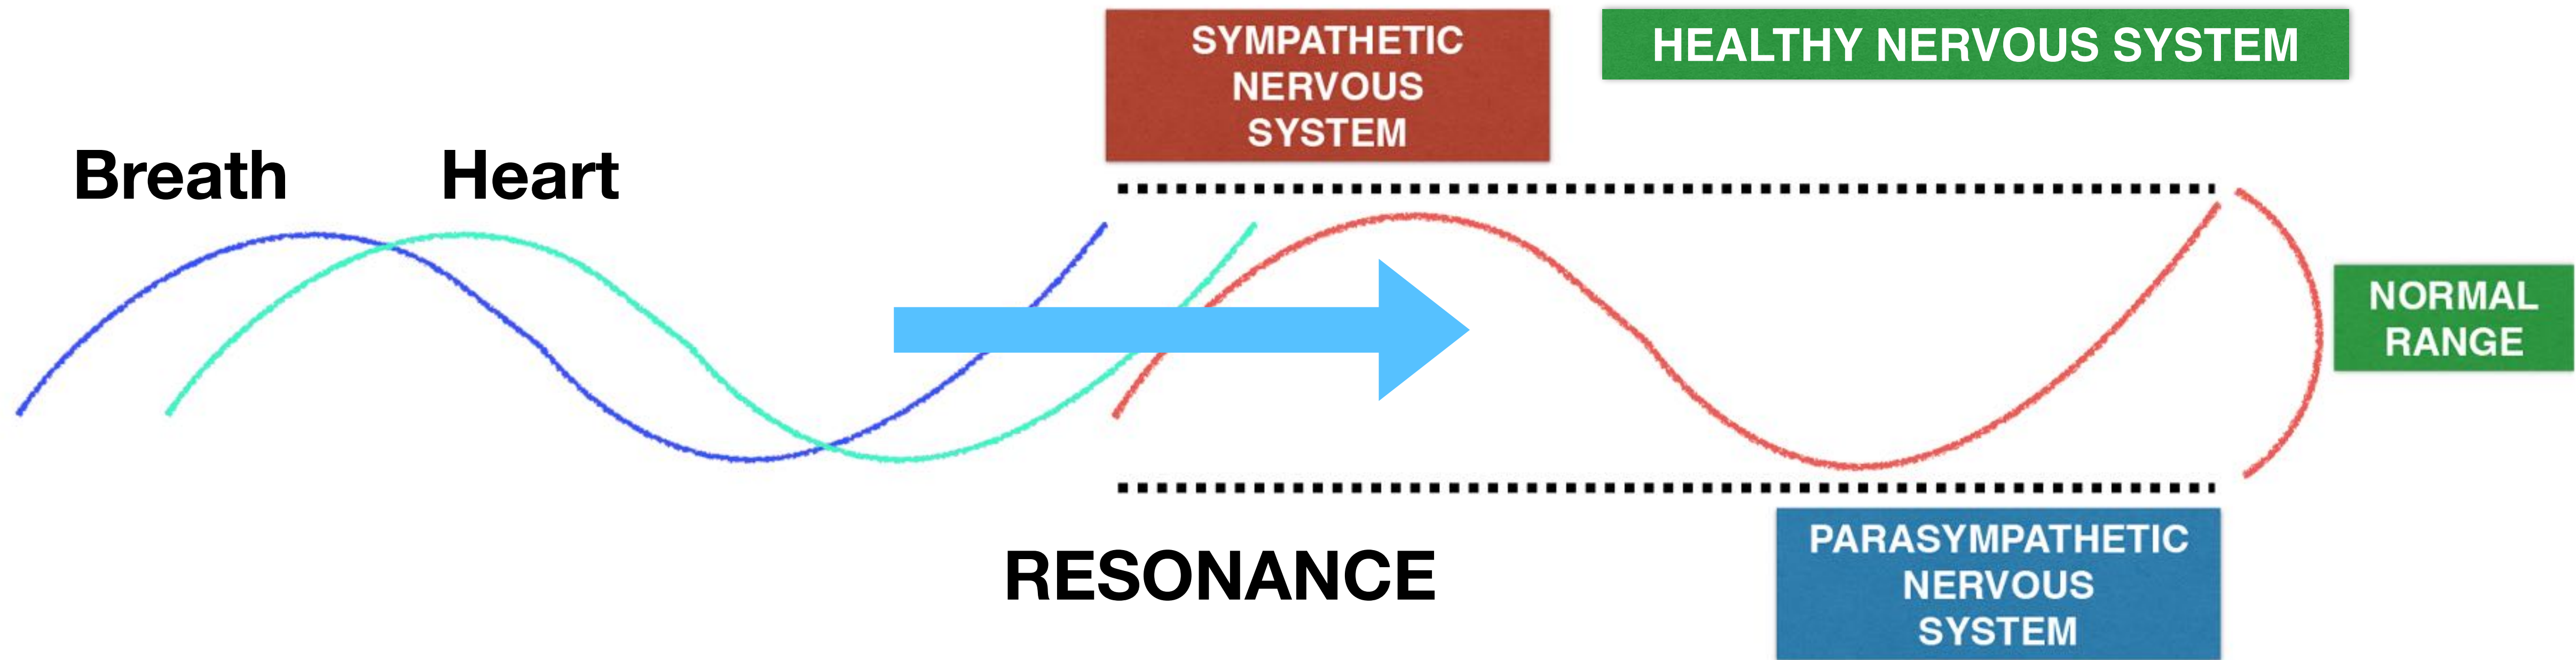 SYMPATHETIC
NERVOUS
SYSTEM
HEALTHY NERVOUS SYSTEM
Breath
Heart
NORMAL
RANGE
RESONANCE
PARASYMPATHETIC
NERVOUS
SYSTEM